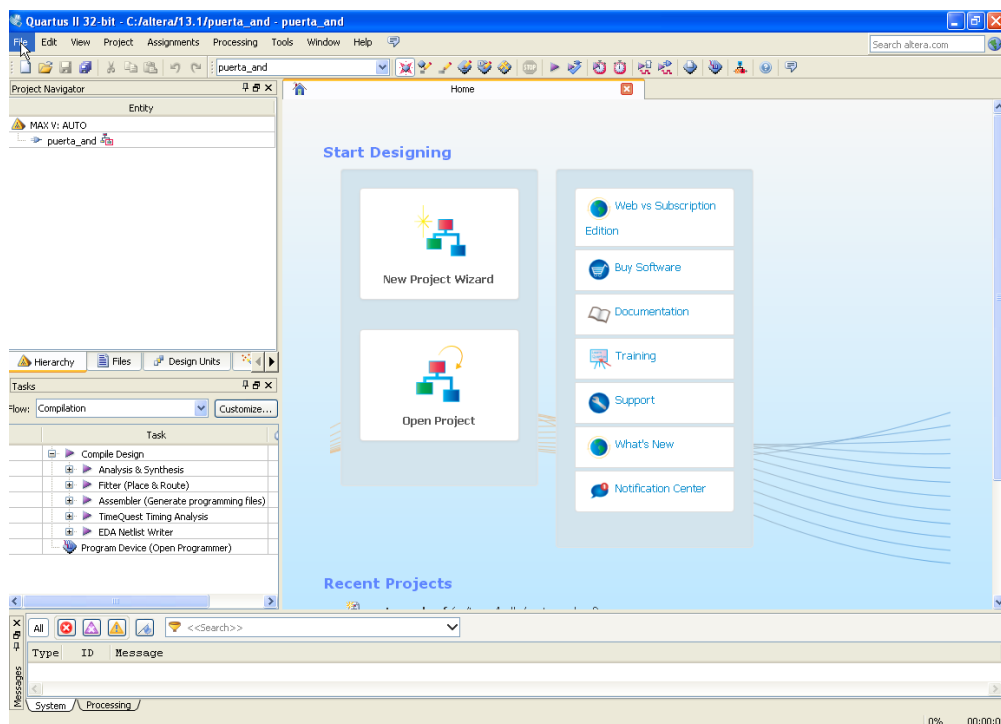 Quartus II 32-bit - C:/altera/13.1/puerta_and - puerta_and
File Edit View Project Assignments Processing Tools Window Help
Search altera.com
puerta_and
Project Navigator
Home
Entity
MAX V: AUTO
puerta_and
Start Designing
New Project Wizard
Open Project
Web vs Subscription
Edition
Buy Software
Documentation
Training
Support
What's New
Notification Center
Recent Projects
Hierarchy Files Design Units
Tasks
Flow: Compilation Customize...
Task
Compile Design
Analysis & Synthesis
Fitter (Place & Route)
Assembler (Generate programming files)
TimeQuest Timing Analysis
EDA Netlist Writer
Program Device (Open Programmer)
All <<Search>>
Type ID Message
Messages
System Processing
0% 00:00:0